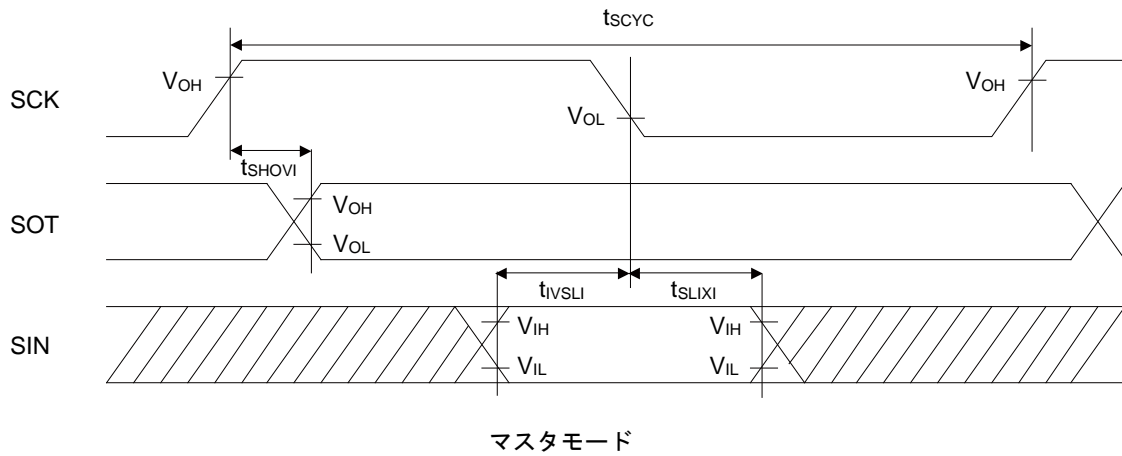 tSCYC
SCK
VOH
VOL
VOH
tSHOVI
SOT
VOH
VOL
tIVSLI
tSLIXI
SIN
VIH
VIH
VIL
VIL
マスタモード